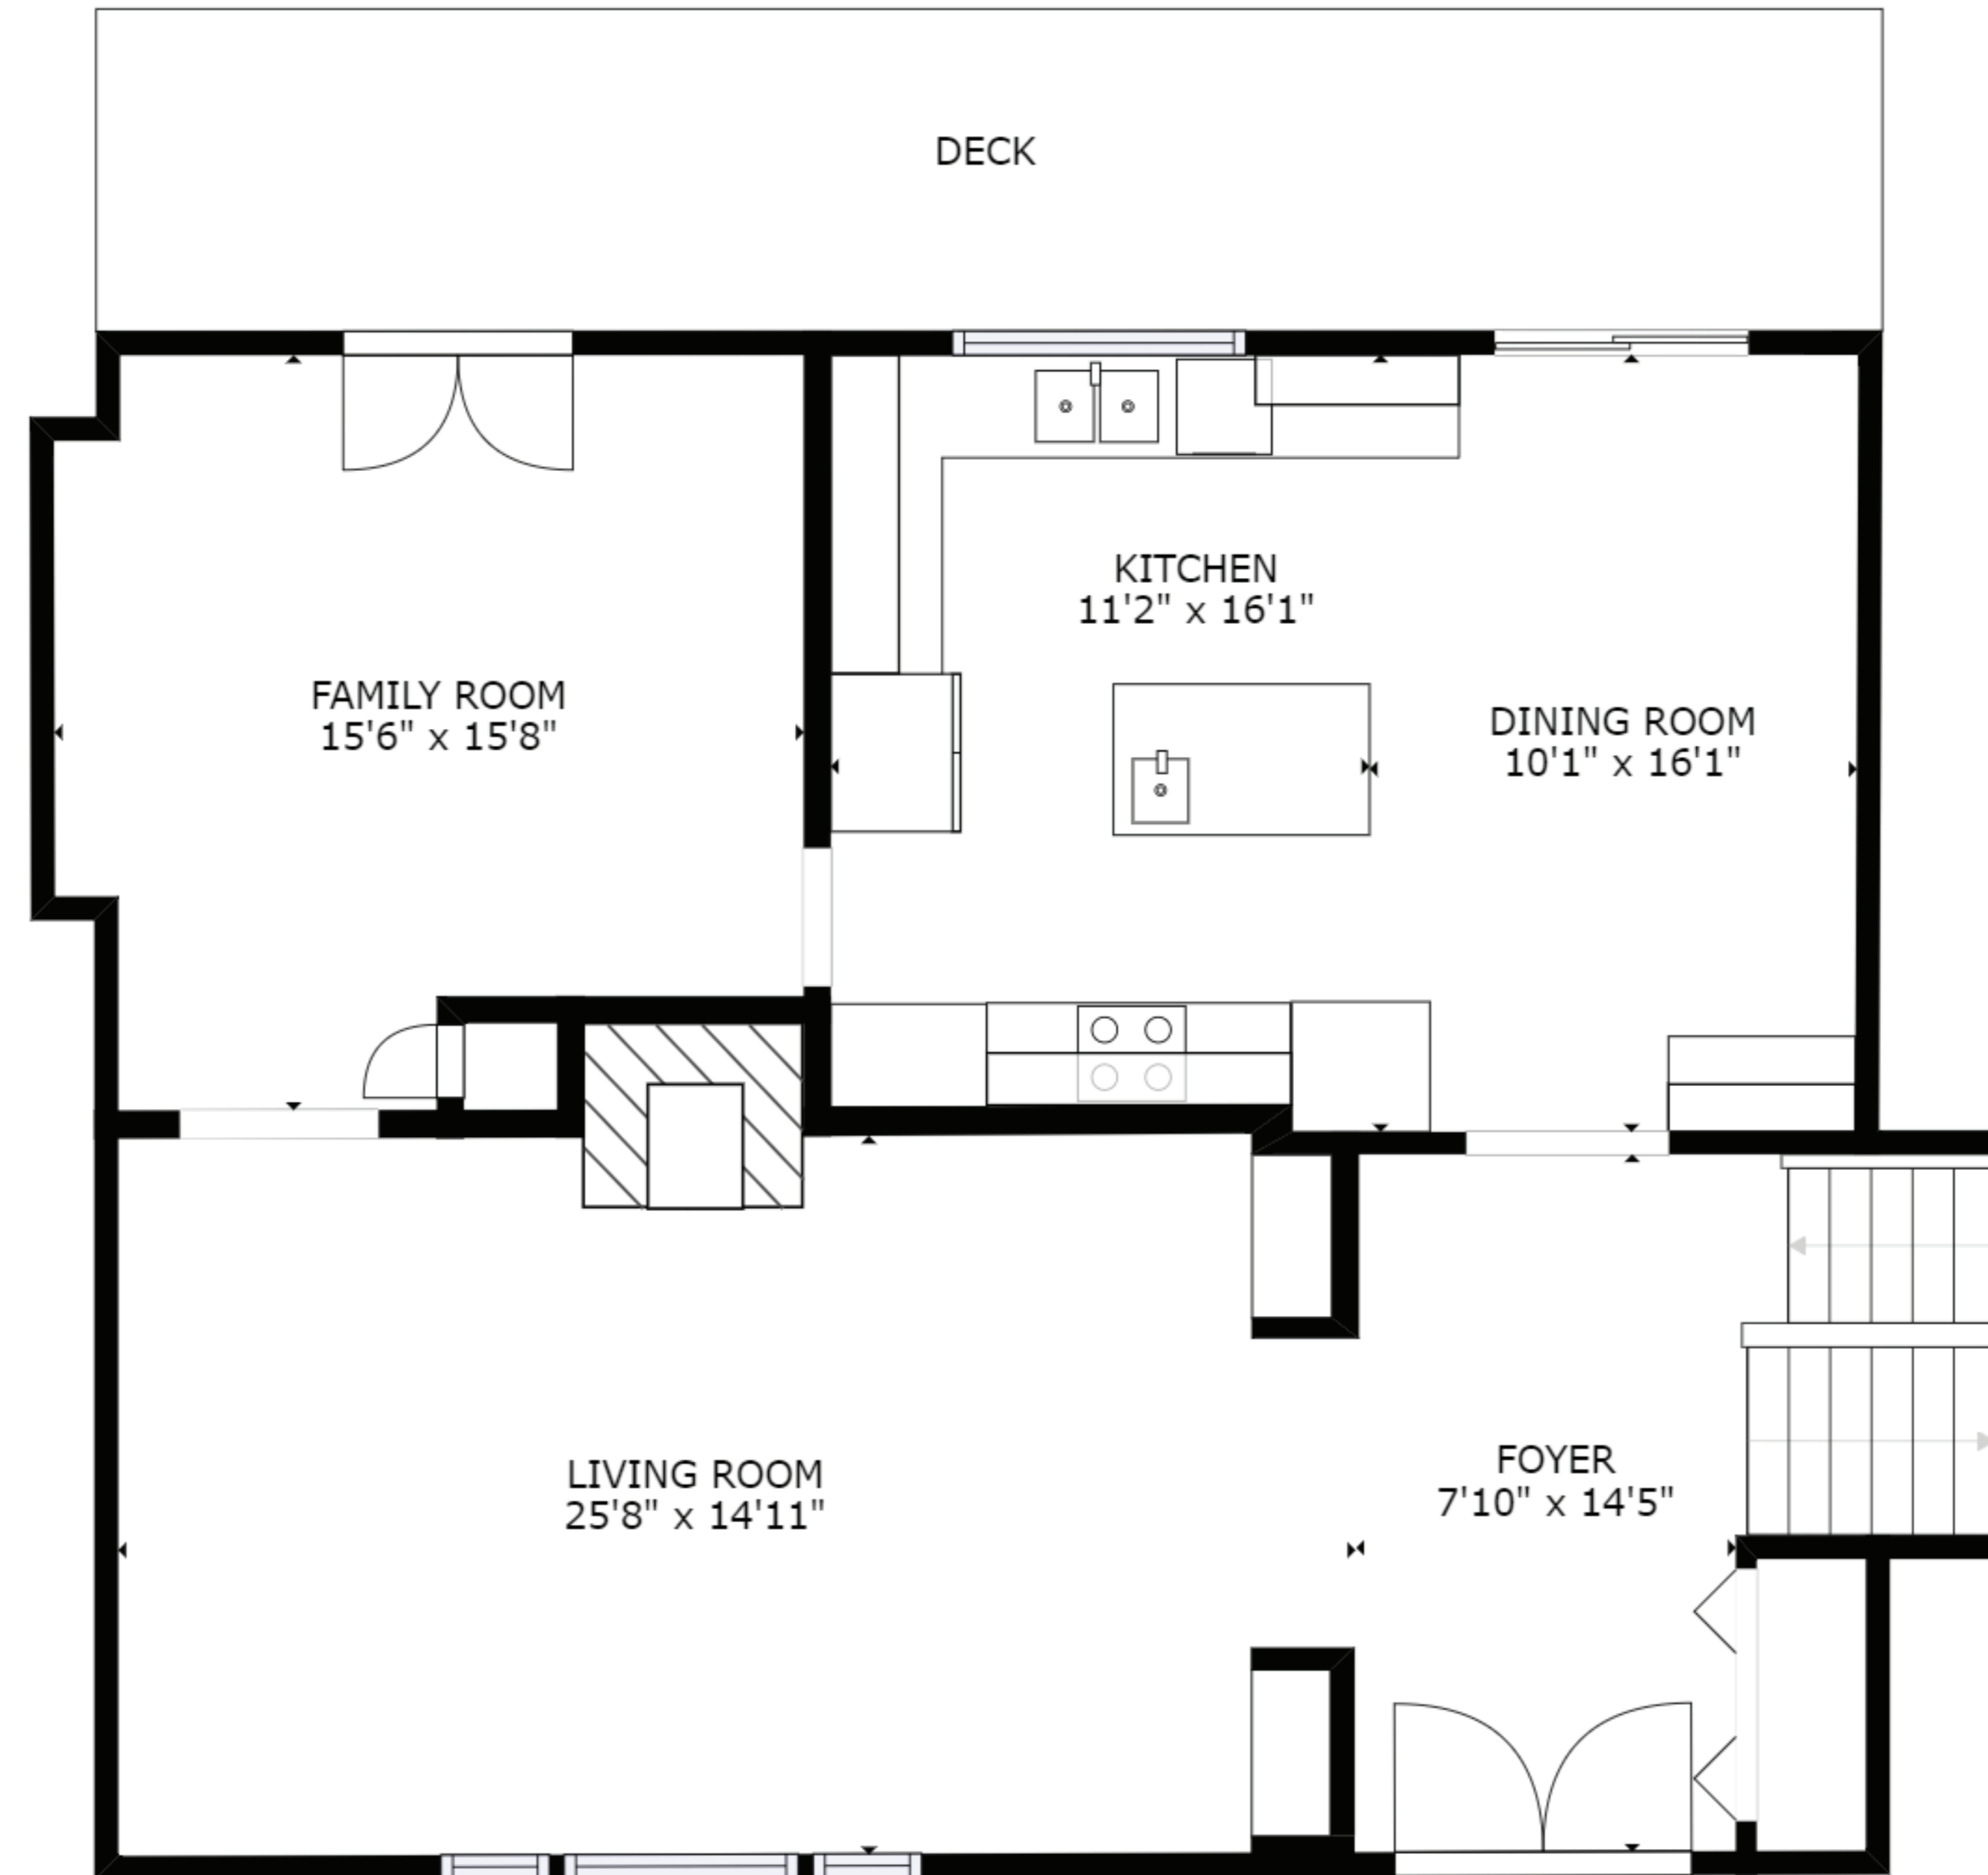 DECK
KITCHEN
11'2" x 16'1"
FAMILY ROOM
15'6" x 15'8"
DINING ROOM
10'1" x 16'1"
LIVING ROOM
25'8" x 14'11"
FOYER
7'10" x 14'5"